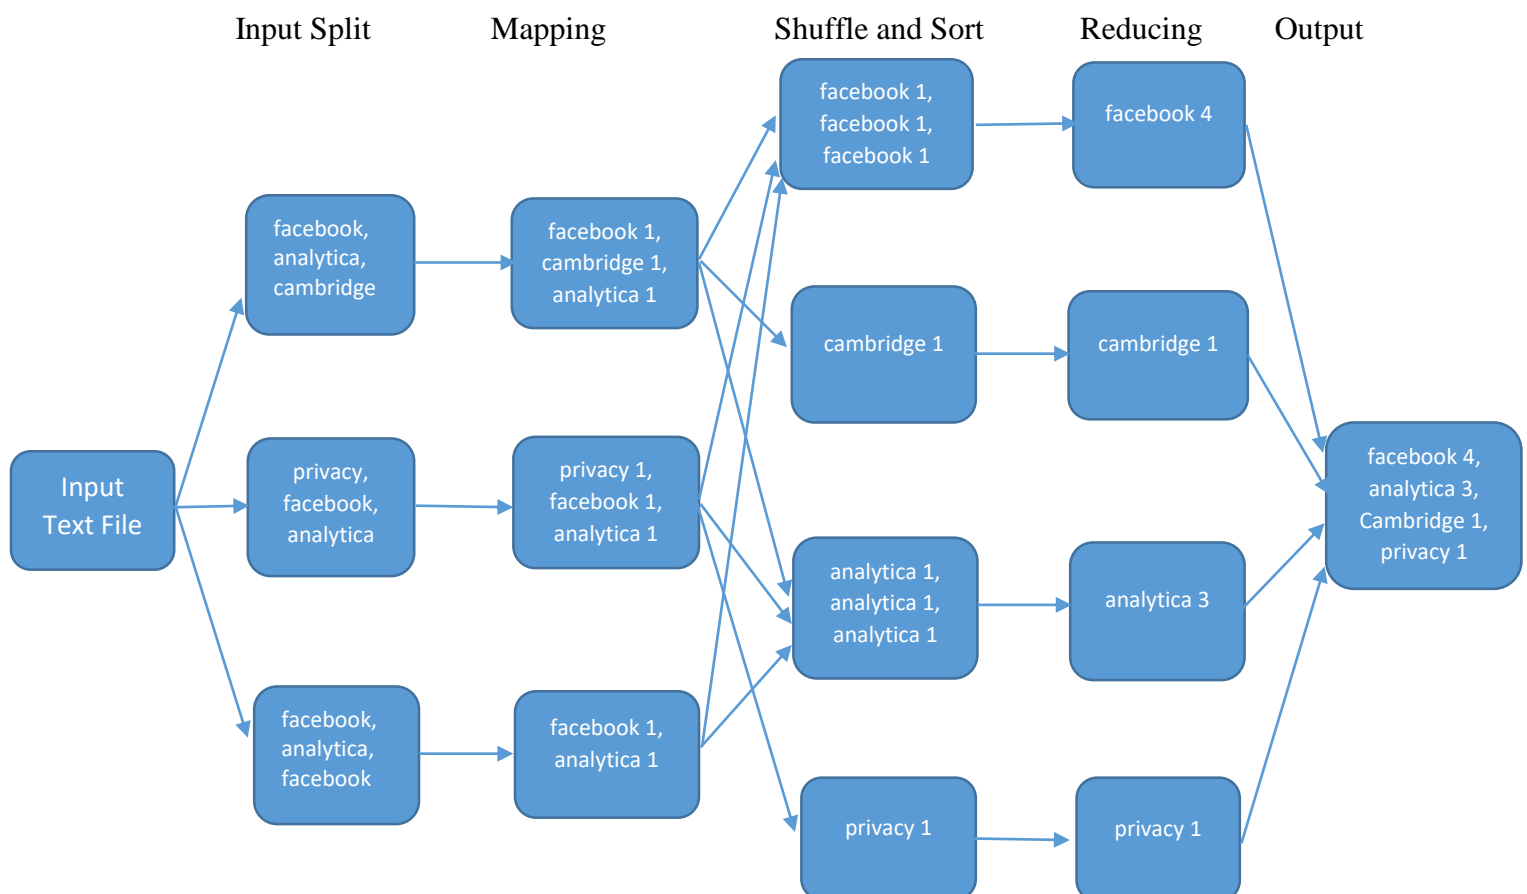 Input Split
Mapping
Shuffle and Sort
Reducing
Output
Input
Text File
facebook,
analytica,
cambridge
privacy,
facebook,
analytica
facebook,
analytica,
facebook
facebook 1,
cambridge 1,
analytica 1
privacy 1,
facebook 1,
analytica 1
facebook 1,
analytica 1
facebook 1,
facebook 1,
facebook 1
cambridge 1
analytica 1,
analytica 1,
analytica 1
privacy 1
facebook 4
cambridge 1
analytica 3
privacy 1
facebook 4,
analytica 3,
Cambridge 1,
privacy 1